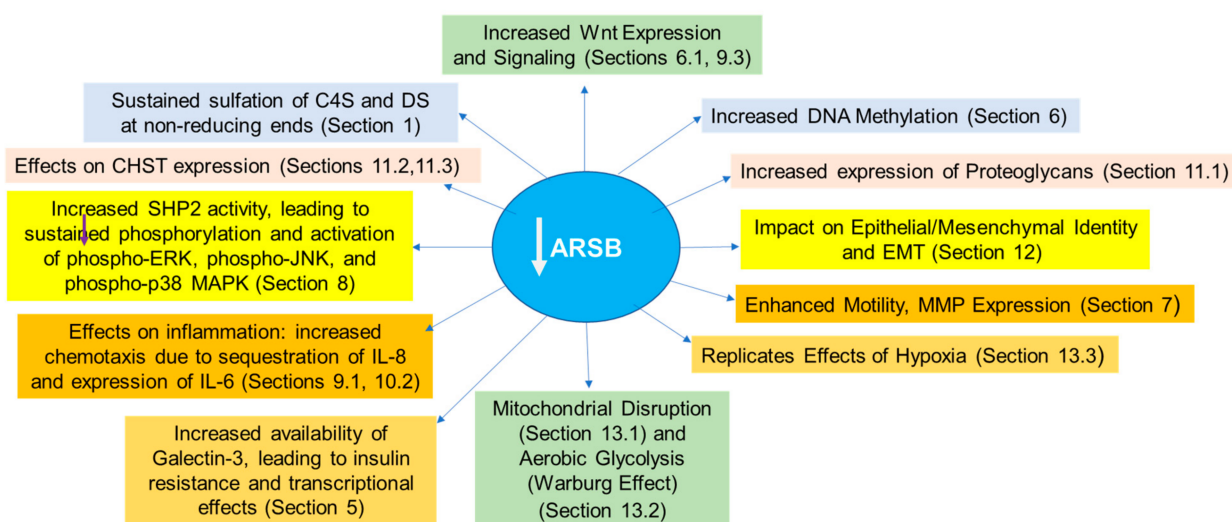 Increased Wnt Expression
and Signaling (Sections 6.1, 9.3)
Sustained sulfation of C4S and DS
at non-reducing ends (Section 1)
Increased DNA Methylation (Section 6)
Effects on CHST expression (Sections 11.2,11.3)
Increased expression of Proteoglycans (Section 11.1)
Increased SHP2 activity, leading to
sustained phosphorylation and activation
of phospho-ERK, phospho-JNK, and
phospho-p38 MAPK (Section 8)
ARSB
Impact on Epithelial/Mesenchymal Identity
and EMT (Section 12)
Enhanced Motility, MMP Expression (Section 7)
Effects on inflammation: increased
chemotaxis due to sequestration of IL-8
and expression of IL-6 (Sections 9.1, 10.2)
Replicates Effects of Hypoxia (Section 13.3)
Increased availability of
Galectin-3, leading to insulin
resistance and transcriptional
effects (Section 5)
Mitochondrial Disruption
(Section 13.1) and
Aerobic Glycolysis
(Warburg Effect)
(Section 13.2)